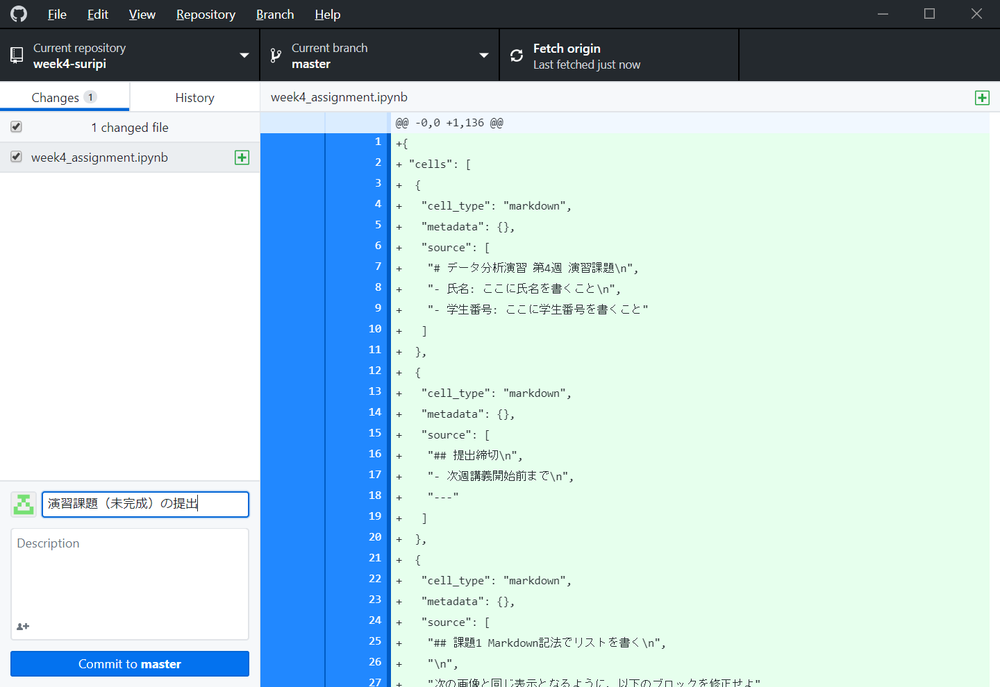 File Edit View Repository Branch Help
Current repository
week4-suripi
Current branch
master
Fetch origin
Last fetched just now
Changes 1
History
week4_assignment.ipynb
1 changed file
week4_assignment.ipynb
演習課題（未完成）の提出
Description
Commit to master
@@ -0,0 +1,136 @@
1 +{
2 + "cells": [
3 +  {
4 +   "cell_type": "markdown",
5 +   "metadata": {},
6 +   "source": [
7 +    "# データ分析演習 第4週 演習課題\n",
8 +    "- 氏名: ここに氏名を書くこと\n",
9 +    "- 学生番号: ここに学生番号を書くこと"
10 +   ]
11 +  },
12 +  {
13 +   "cell_type": "markdown",
14 +   "metadata": {},
15 +   "source": [
16 +    "## 提出締切\n",
17 +    "- 次週講義開始前まで\n",
18 +    "---"
19 +   ]
20 +  },
21 +  {
22 +   "cell_type": "markdown",
23 +   "metadata": {},
24 +   "source": [
25 +    "## 課題1 Markdown記法でリストを書く\n",
26 +    "\n",
27 +    "次の画像と同じ表示となるように，以下のブロックを修正せよ"